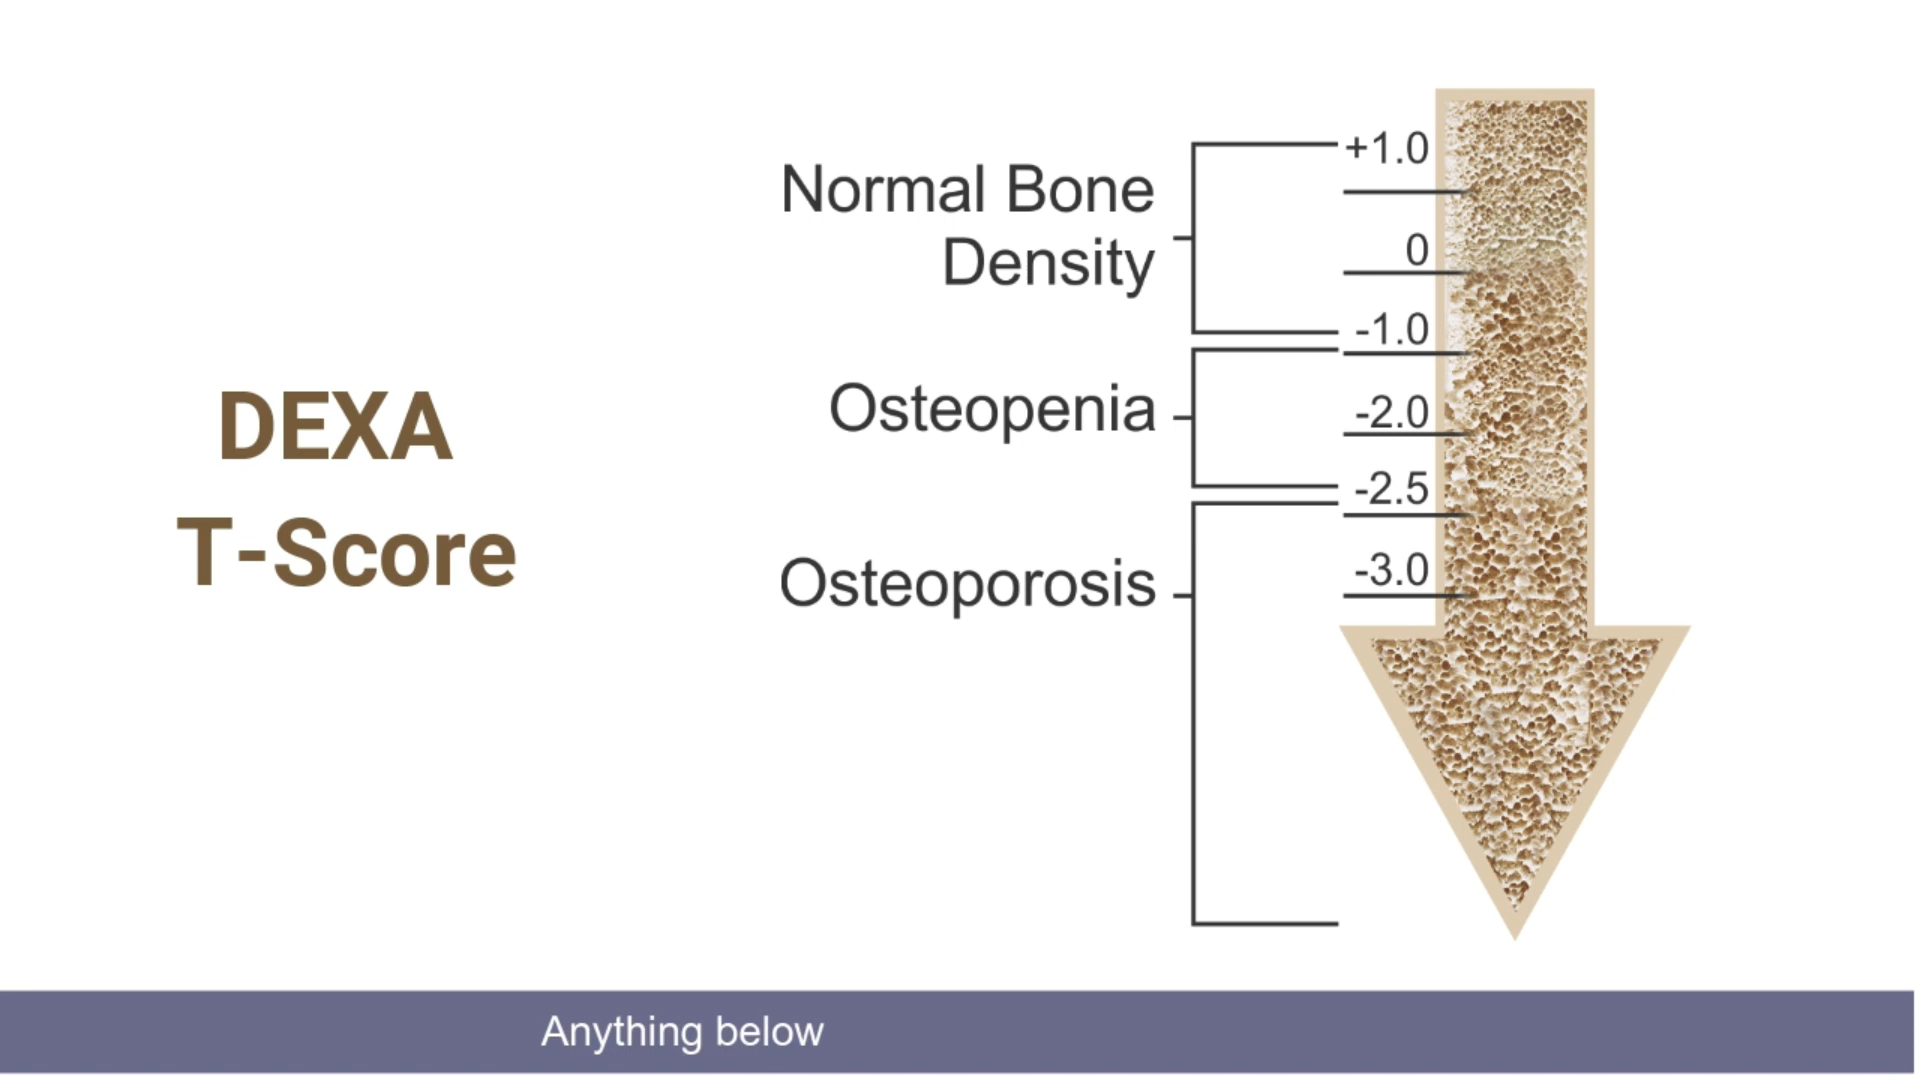 DEXA
T-Score
Normal Bone
Density
Osteopenia
Osteoporosis
+1.0
0
-1.0
-2.0
-2.5
-3.0
Anything below